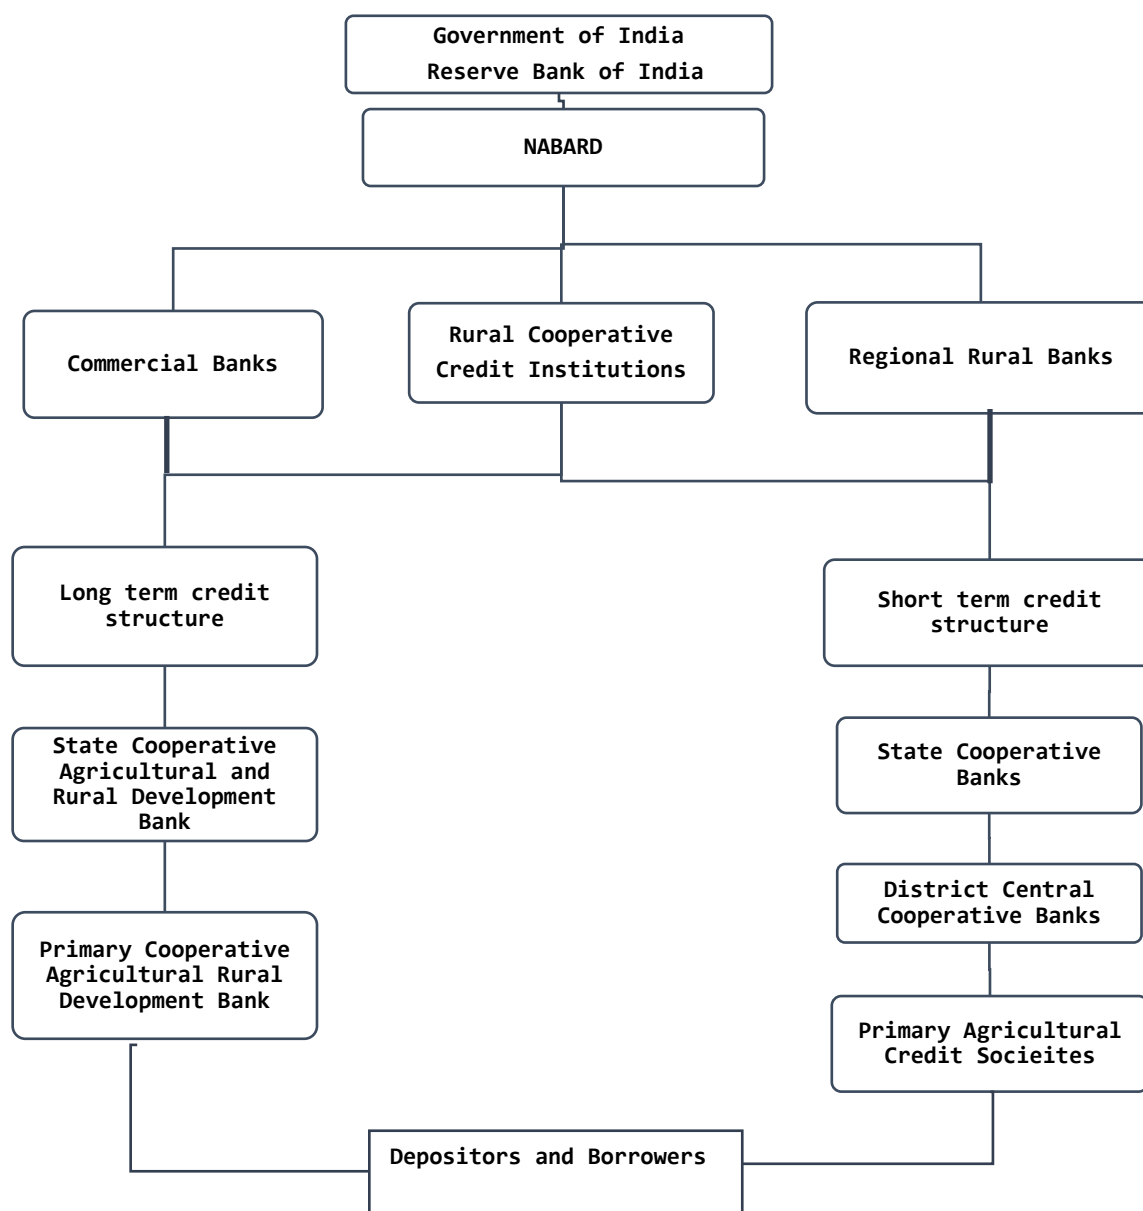 Government of India
Reserve Bank of India
NABARD
Commercial Banks
Rural Cooperative
Credit Institutions
Regional Rural Banks
Long term credit
structure
Short term credit
structure
State Cooperative
Agricultural and
Rural Development
Bank
State Cooperative
Banks
District Central
Cooperative Banks
Primary Cooperative
Agricultural Rural
Development Bank
Primary Agricultural
Credit Socieites
Depositors and Borrowers